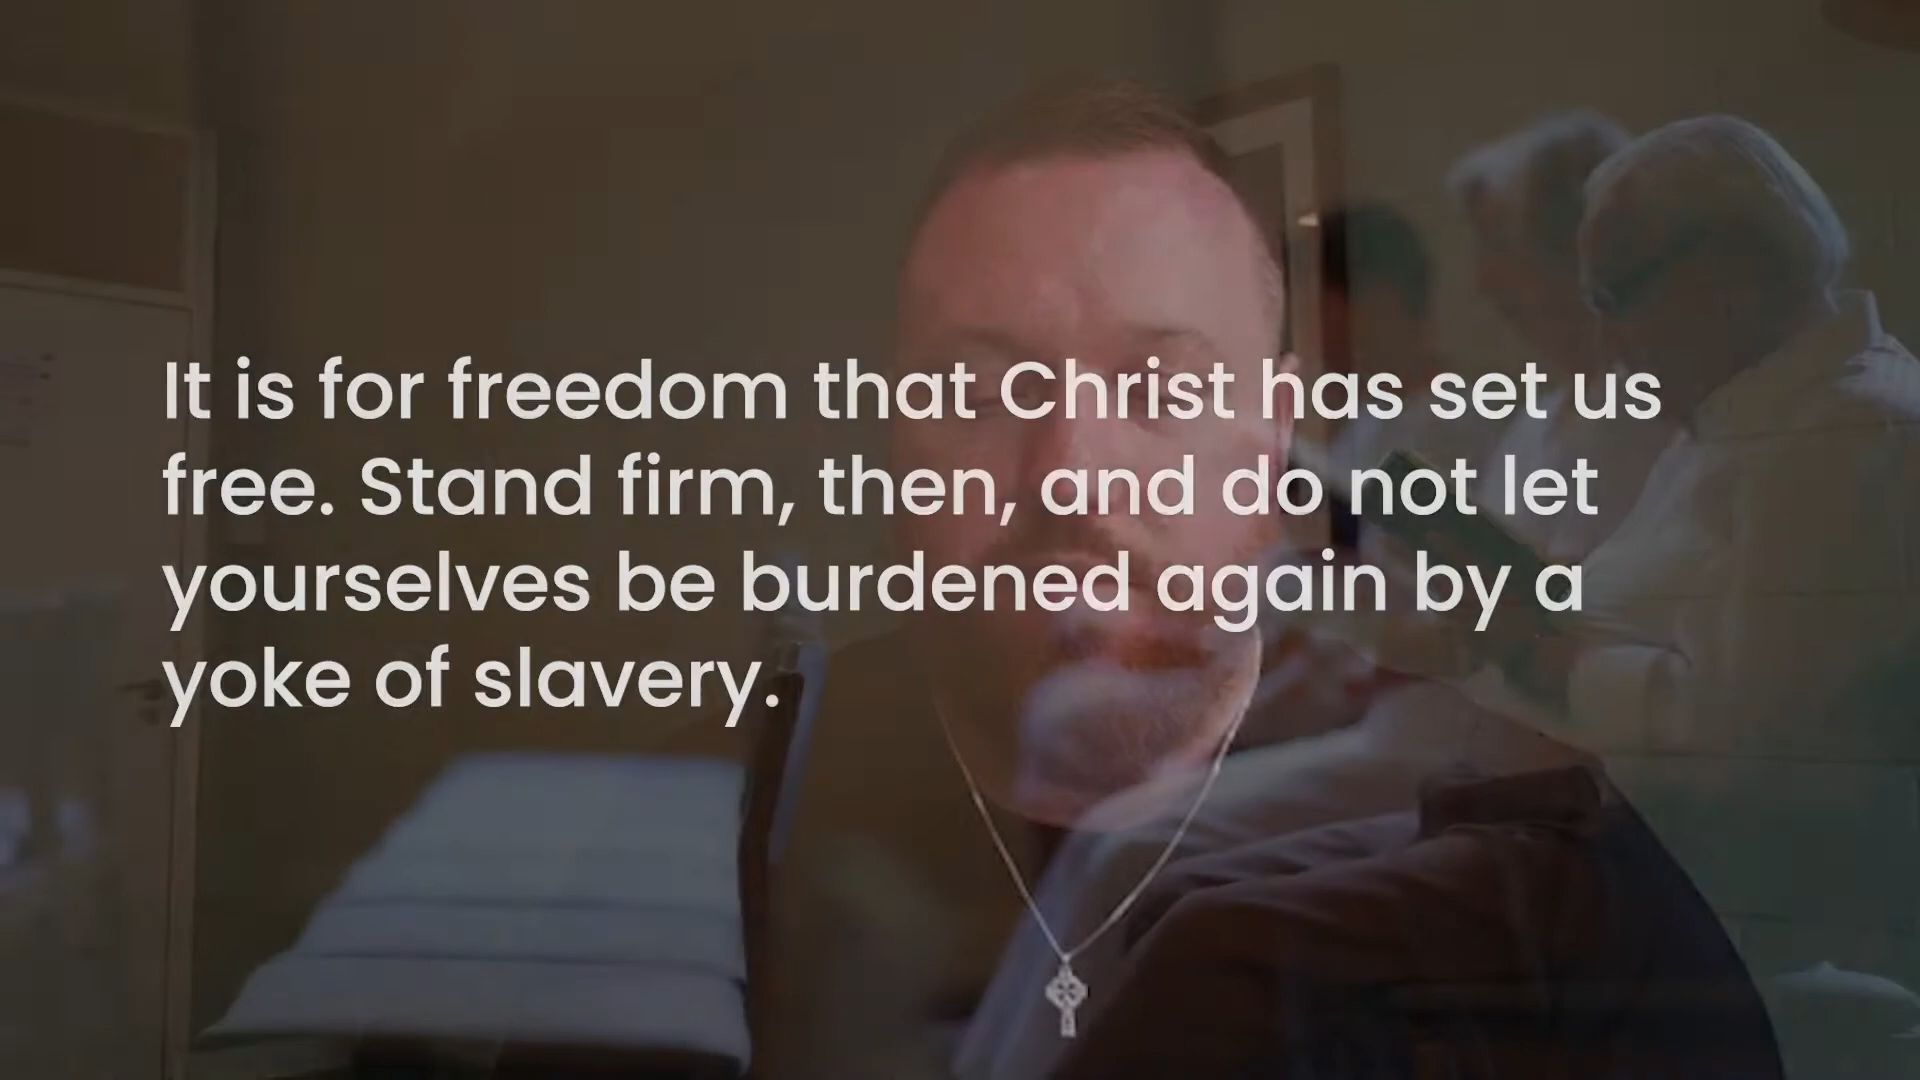 It is for freedom that Christ has set us
free. Stand firm, then, and do not let
yourselves be burdened again by a
yoke of slavery.